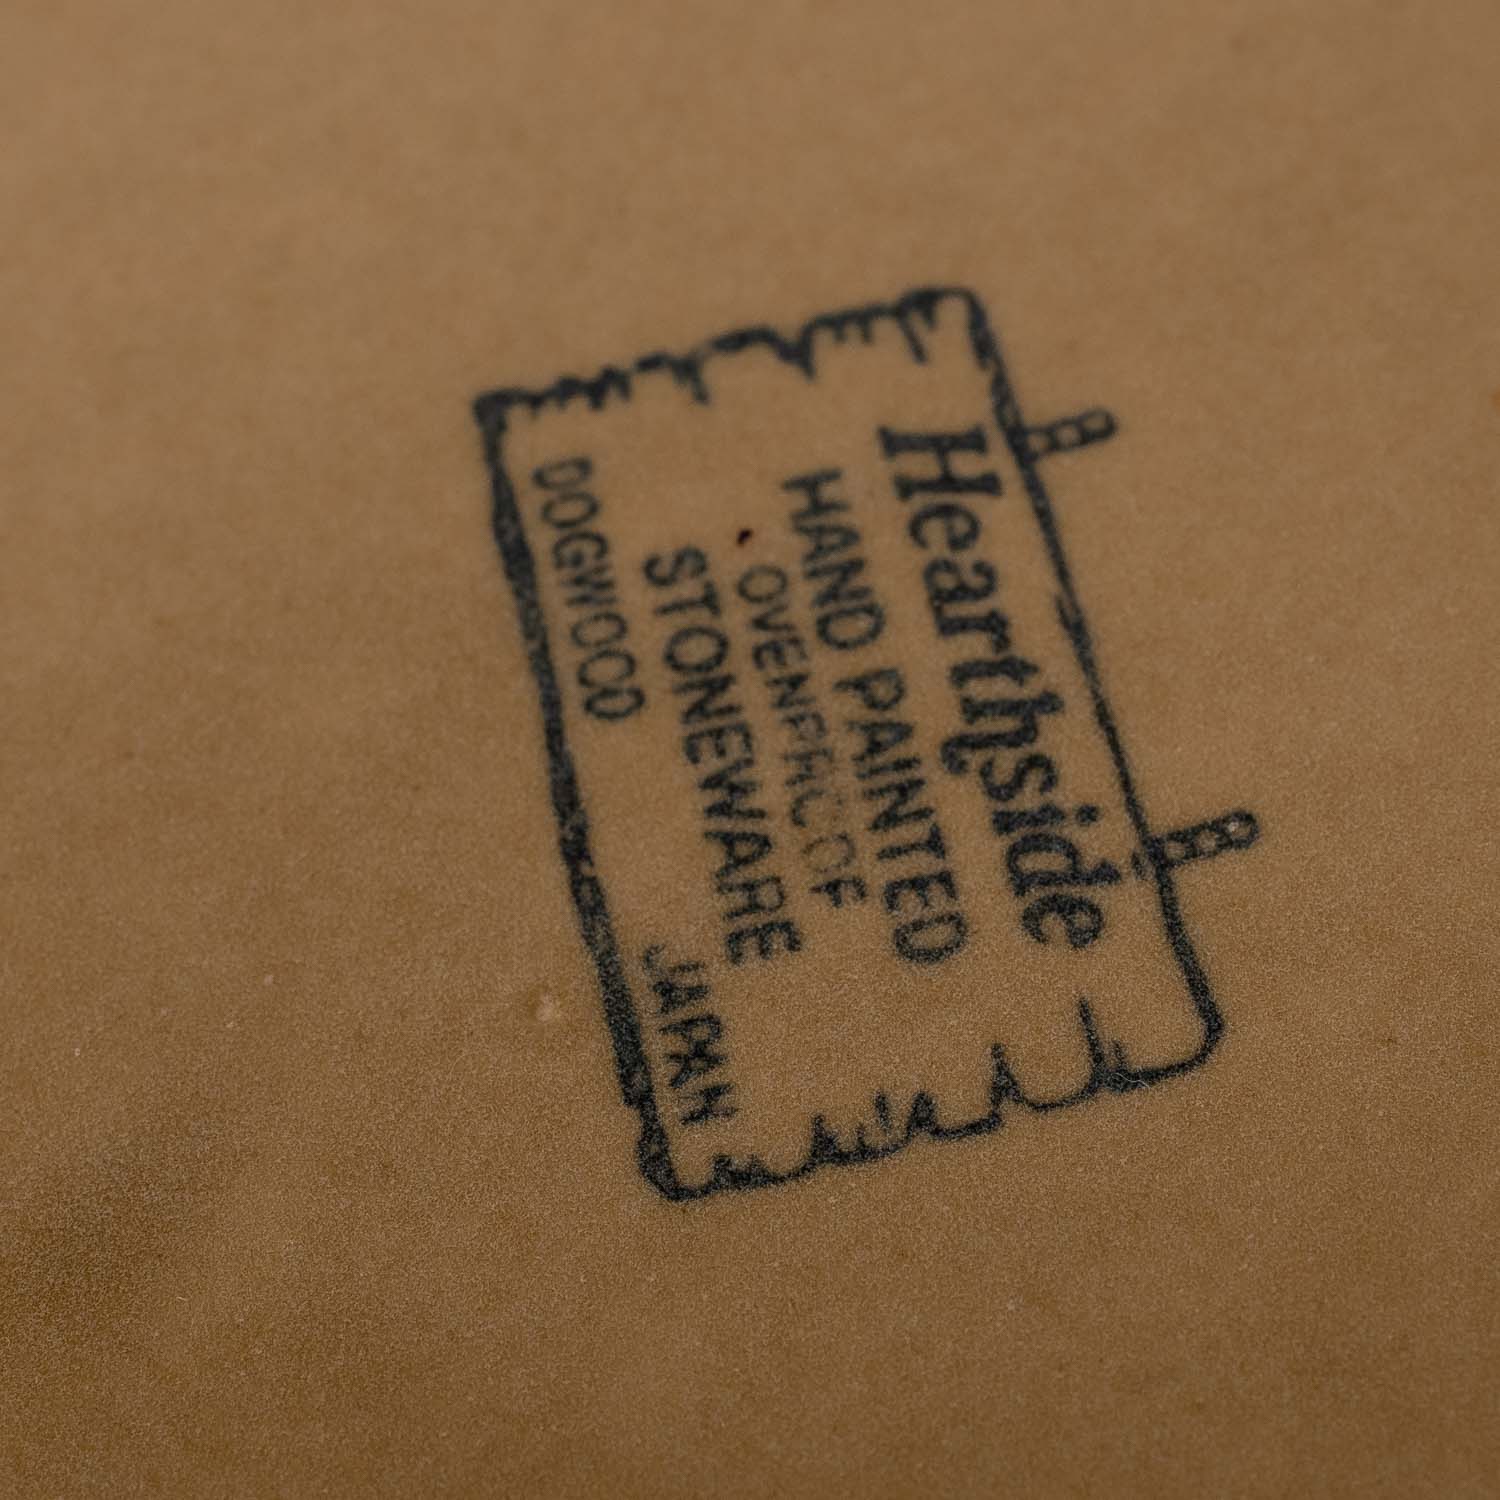 Hearthside
HAND PAINTED
OVENPROOF
STONEWARE
DOGWOOD
JAPAN